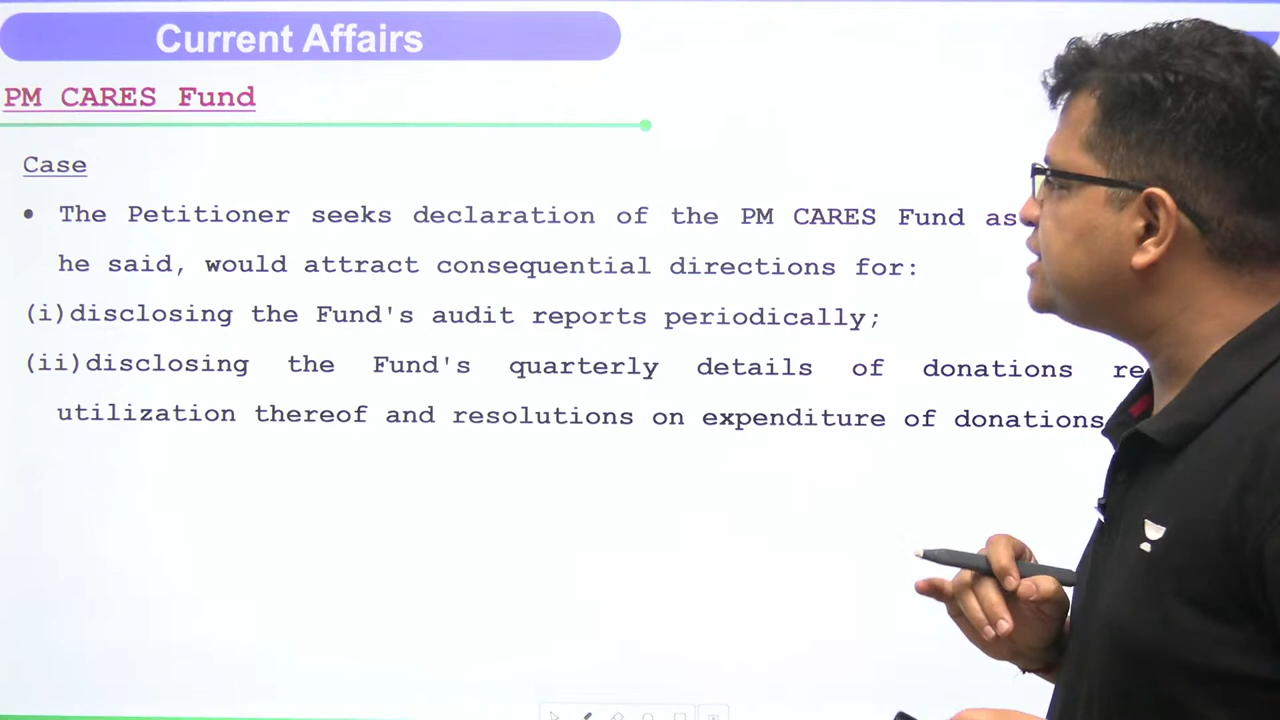 Current Affairs
PM CARES Fund
Case
• The Petitioner seeks declaration of the PM CARES Fund as
he said, would attract consequential directions for:
(i)disclosing the Fund's audit reports periodically;
(ii)disclosing the Fund's quarterly details of donations
utilization thereof and resolutions on expenditure of donations